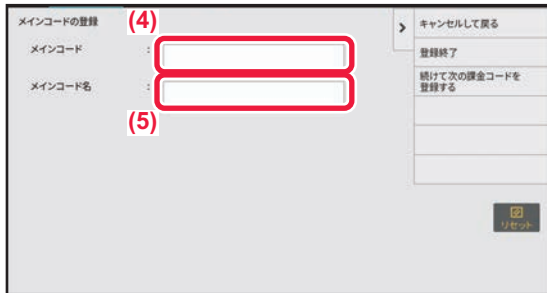 メインコードの登録
(4)
メインコード :
メインコード名 :
(5)
>
キャンセルして戻る
登録終了
続けて次の課金コードを
登録する
リセット